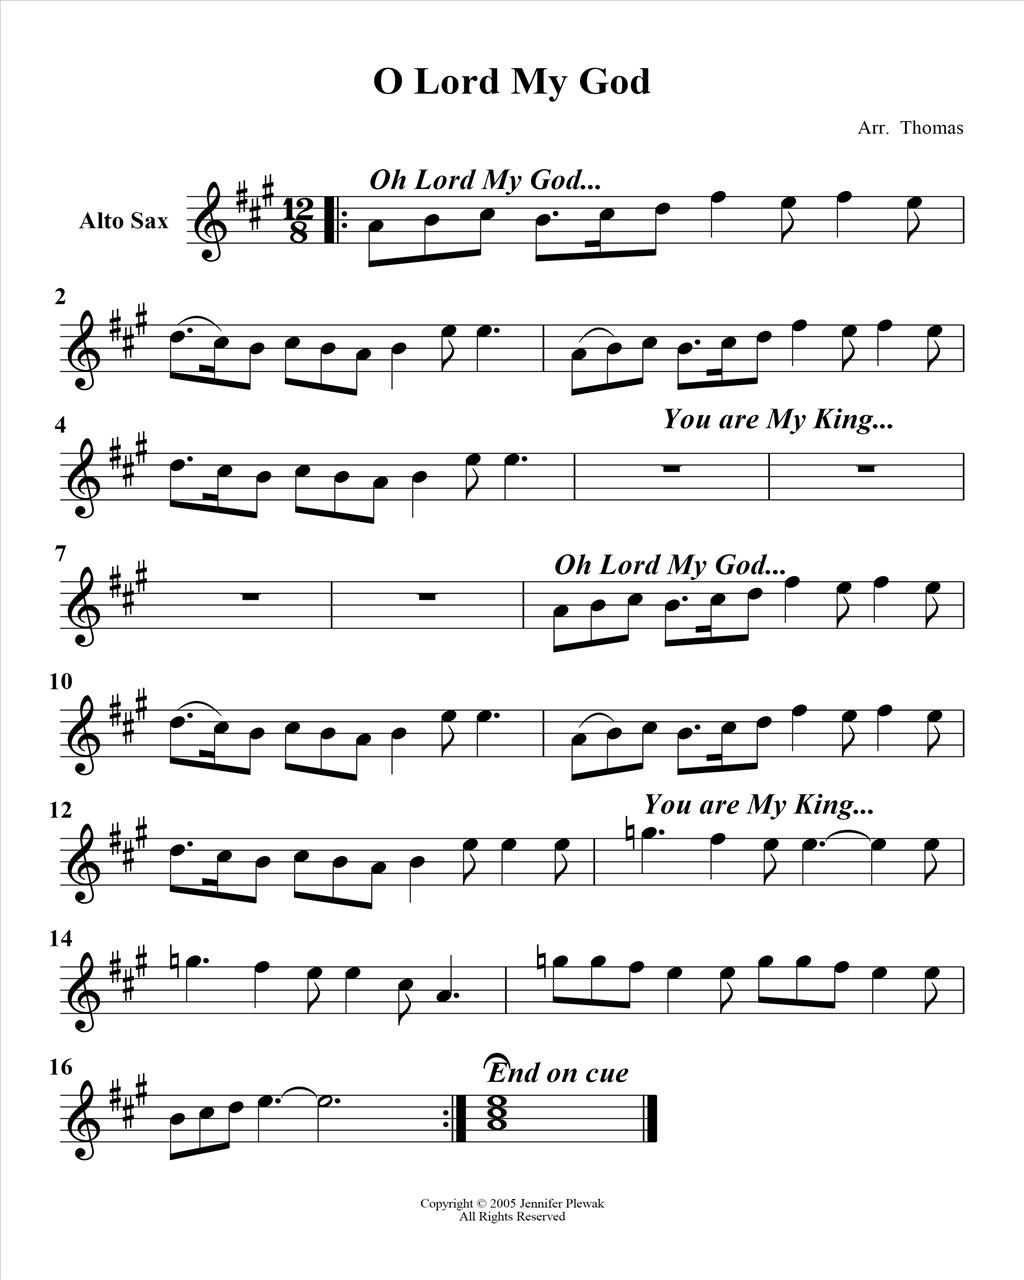 O Lord My God
Arr. Thomas
Oh Lord My God...
Alto Sax
12
8
2
4
You are My King...
7
Oh Lord My God...
10
12
You are My King...
14
16
End on cue
Copyright © 2005 Jennifer Plewak
All Rights Reserved